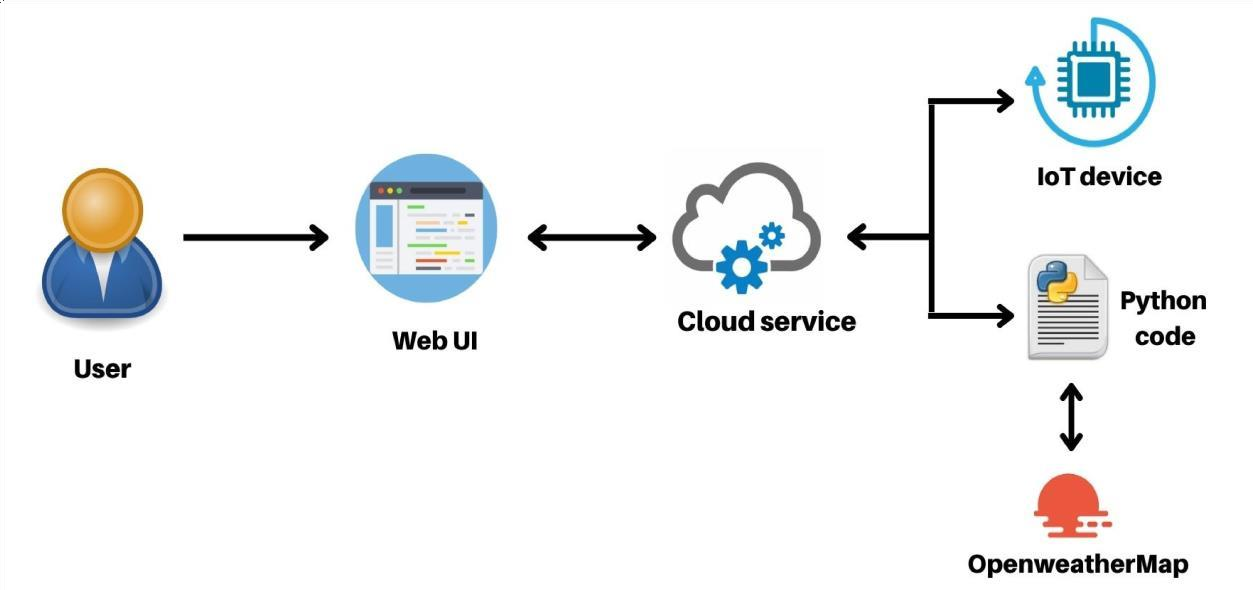 User
Web UI
Cloud service
IoT device
Python
code
OpenweatherMap